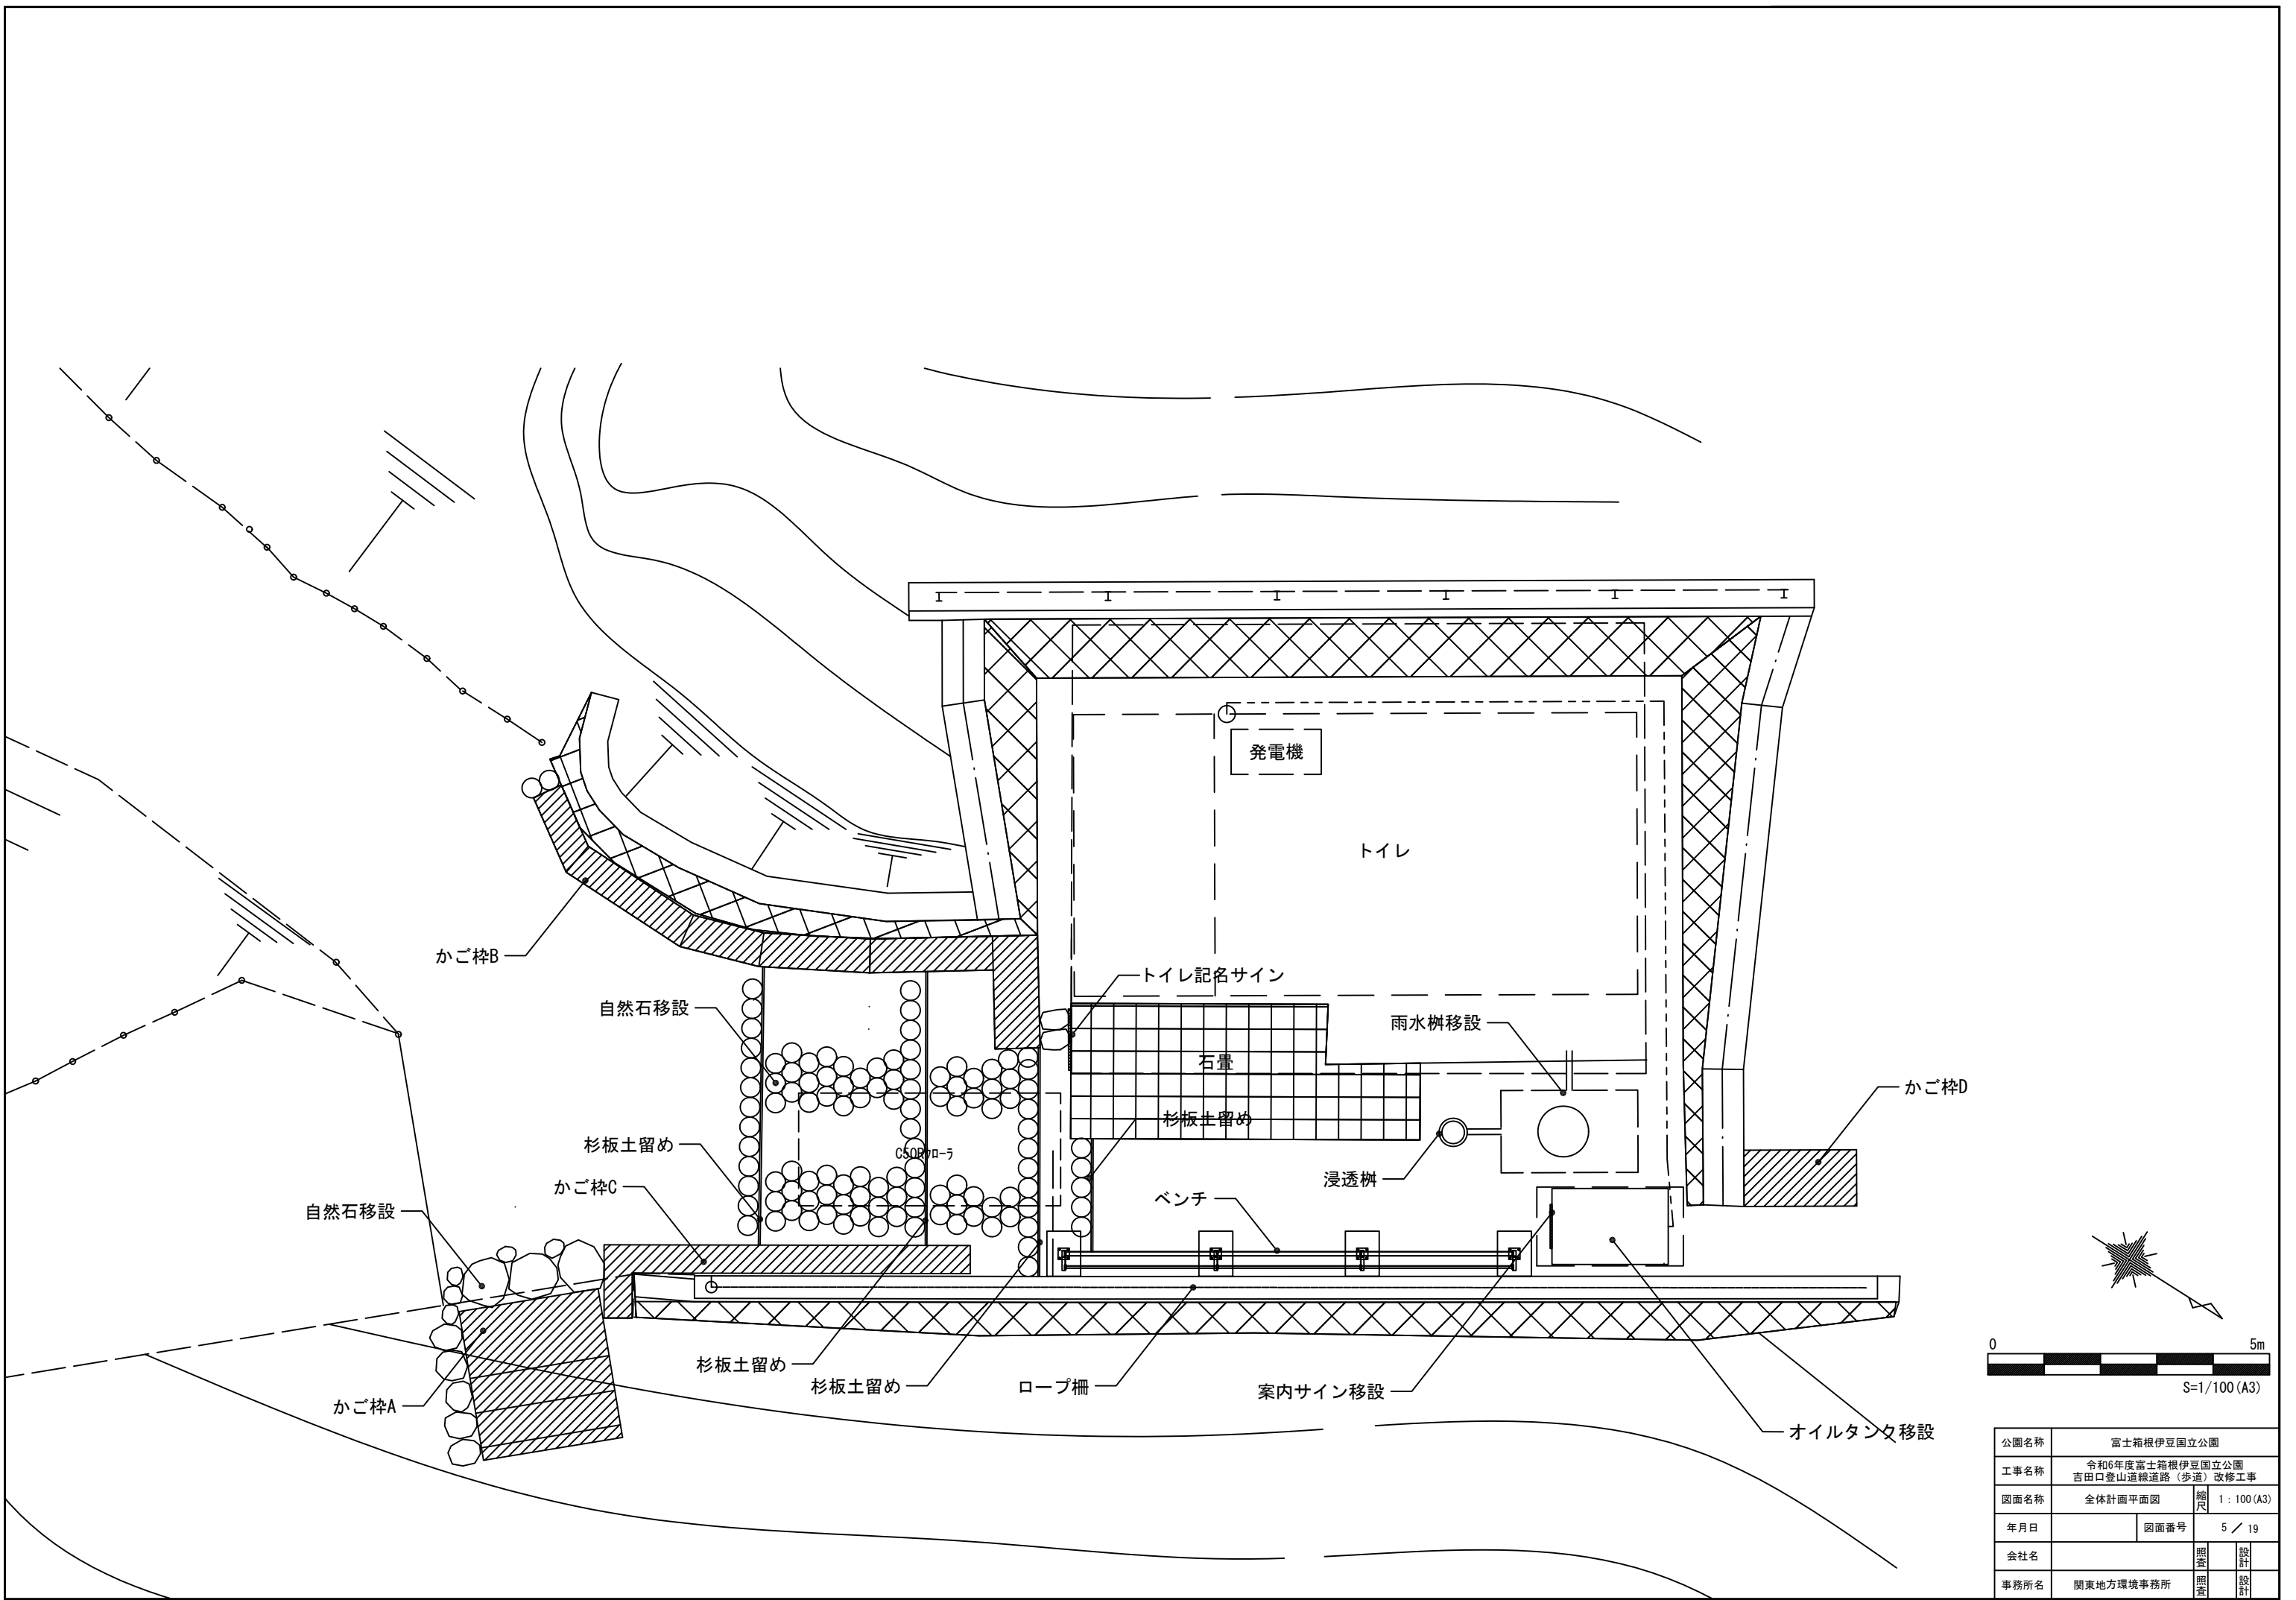 発電機
トイレ
かご枠B
トイレ記名サイン
自然石移設
雨水桝移設
石畳
かご枠D
杉板土留め
杉板土留め
C50Rｸﾛｰﾗ
浸透桝
かご枠C
ベンチ
自然石移設
杉板土留め
杉板土留め
ロープ柵
案内サイン移設
かご枠A
オイルタンク移設
0 5m
S=1/100(A3)
公園名称 富士箱根伊豆国立公園
工事名称 令和6年度富士箱根伊豆国立公園
吉田口登山道線道路（歩道）改修工事
図面名称 全体計画平面図 縮尺 1：100(A3)
年月日 図面番号 5 ／ 19
会社名 照査 設計
事務所名 関東地方環境事務所 照査 設計